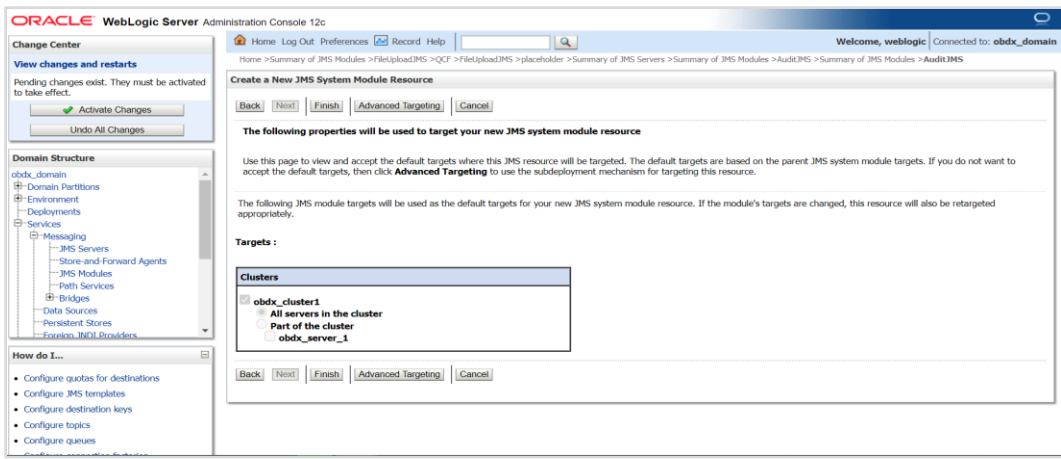 ORACLE WebLogic Server Administration Console 12c
Change Center
View changes and restarts
Pending changes exist. They must be activated
to take effect.
Activate Changes
Undo All Changes
Domain Structure
obdx_domain
Domain Partitions
Environment
Deployments
Services
Messaging
JMS Servers
Store-and-Forward Agents
JMS Modules
Path Services
Bridges
Data Sources
Persistent Stores
Foreign JNDI Providers
How do I...
• Configure quotas for destinations
• Configure JMS templates
• Configure destination keys
• Configure topics
• Configure queues
• Configure connection factories
Home Log Out Preferences Record Help
Welcome, weblogic Connected to: obdx_domain
Home >Summary of JMS Modules >FileUploadJMS >QCF >FileUploadJMS >placeholder >Summary of JMS Servers >Summary of JMS Modules >AuditJMS >Summary of JMS Modules >AuditJMS
Create a New JMS System Module Resource
Back Next Finish Advanced Targeting Cancel
The following properties will be used to target your new JMS system module resource
Use this page to view and accept the default targets where this JMS resource will be targeted. The default targets are based on the parent JMS system module targets. If you do not want to
accept the default targets, then click Advanced Targeting to use the subdeployment mechanism for targeting this resource.
The following JMS module targets will be used as the default targets for your new JMS system module resource. If the module's targets are changed, this resource will also be retargeted
appropriately.
Targets :
Clusters
obdx_cluster1
All servers in the cluster
Part of the cluster
obdx_server_1
Back Next Finish Advanced Targeting Cancel